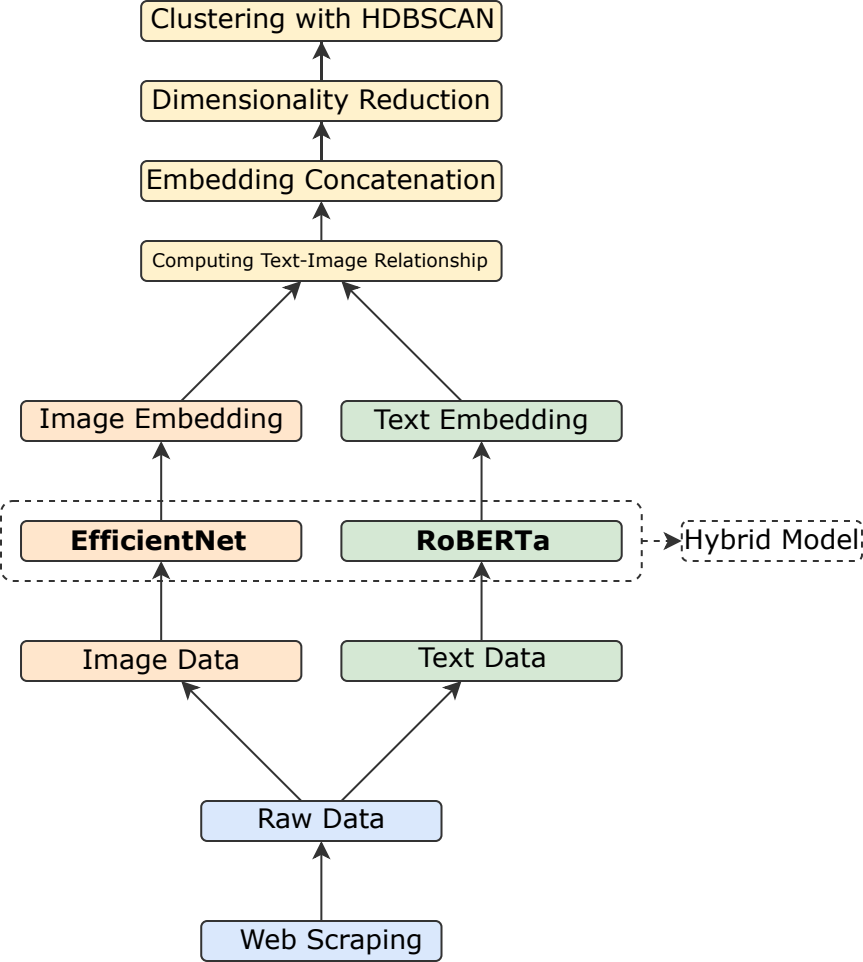 Clustering with HDBSCAN
Dimensionality Reduction
Embedding Concatenation
Computing Text-Image Relationship
Image Embedding
Text Embedding
EfficientNet
RoBERTa
Hybrid Model
Image Data
Text Data
Raw Data
Web Scraping